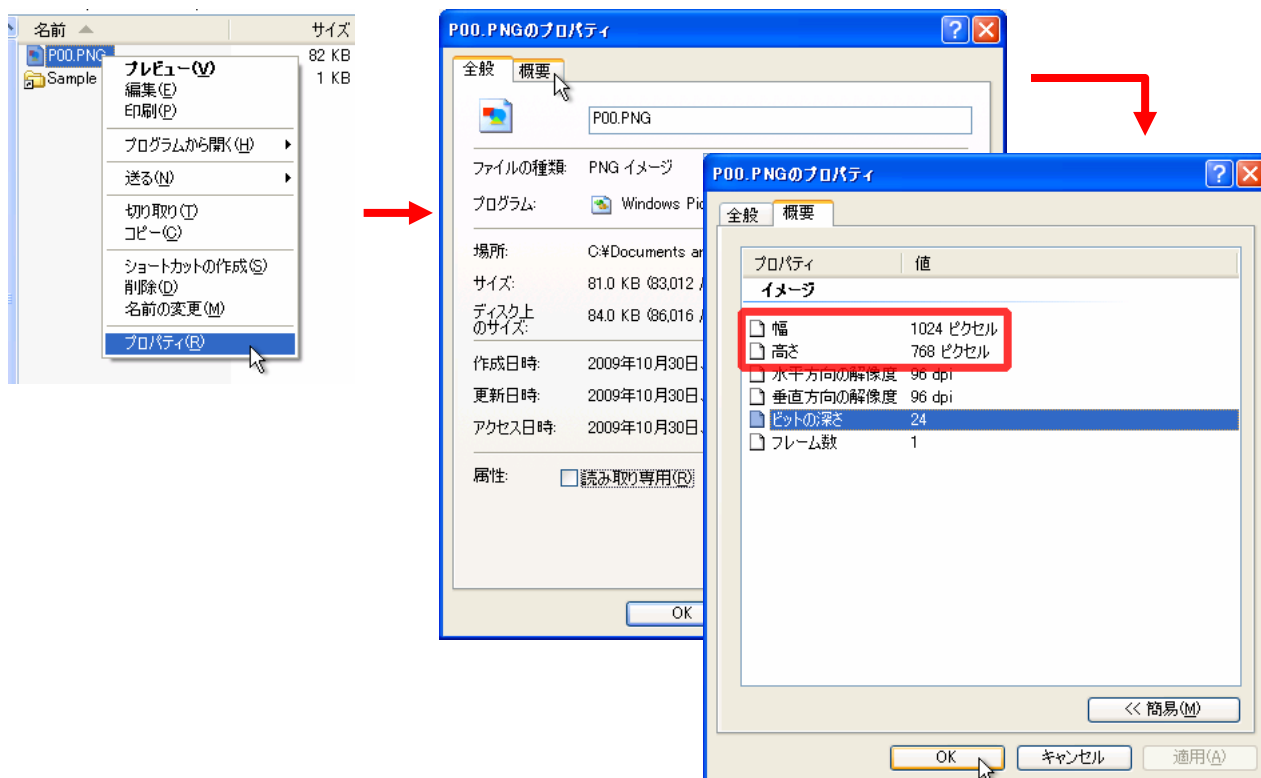 名前 サイズ
P00.PNG 82 KB
Sample 1 KB
プレビュー(V)
編集(E)
印刷(P)
プログラムから開く(H)
送る(N)
切り取り(T)
コピー(C)
ショートカットの作成(S)
削除(D)
名前の変更(M)
プロパティ(R)
P00.PNGのプロパティ
全般 概要
P00.PNG
ファイルの種類: PNG イメージ
プログラム: Windows Pic
場所: C:¥Documents ar
サイズ: 81.0 KB (83,012 /
ディスク上
のサイズ: 84.0 KB (86,016 /
作成日時: 2009年10月30日、
更新日時: 2009年10月30日、
アクセス日時: 2009年10月30日、
属性: 読み取り専用(R)
OK
P00.PNGのプロパティ
全般 概要
プロパティ 値
イメージ
幅 1024 ピクセル
高さ 768 ピクセル
水平方向の解像度 96 dpi
垂直方向の解像度 96 dpi
ビットの深さ 24
フレーム数 1
<< 簡易(M)
OK キャンセル 適用(A)